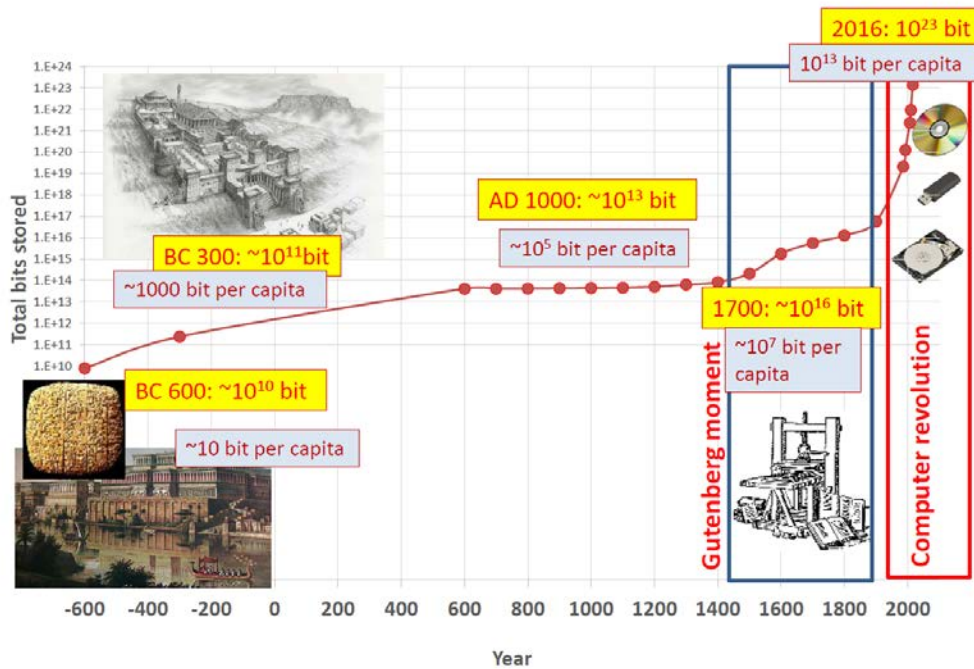 2016: 10²³ bit
10¹³ bit per capita
1.E+24
1.E+23
1.E+22
1.E+21
1.E+20
1.E+19
1.E+18
1.E+17
1.E+16
1.E+15
1.E+14
1.E+13
1.E+12
1.E+11
1.E+10
Total bits stored
AD 1000: ~10¹³ bit
~10⁵ bit per capita
BC 300: ~10¹¹bit
~1000 bit per capita
1700: ~10¹⁶ bit
~10⁷ bit per
capita
BC 600: ~10¹⁰ bit
~10 bit per capita
Gutenberg moment
Computer revolution
-600
-400
-200
0
200
400
600
800
1000
1200
1400
1600
1800
2000
Year